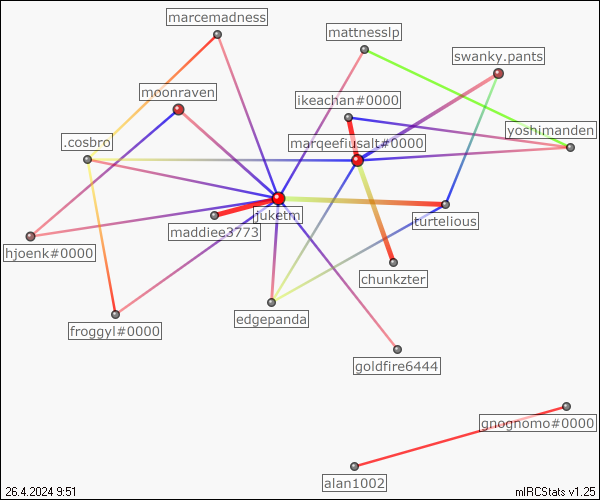 marcemadness
mattnesslp
swanky.pants
moonraven
ikeachan#0000
yoshimanden
.cosbro
marqeefiusalt#0000
juketm
turtelious
maddiee3773
hjoenk#0000
chunkzter
edgepanda
froggyl#0000
goldfire6444
gnognomo#0000
alan1002
26.4.2024 9:51
mIRCStats v1.25